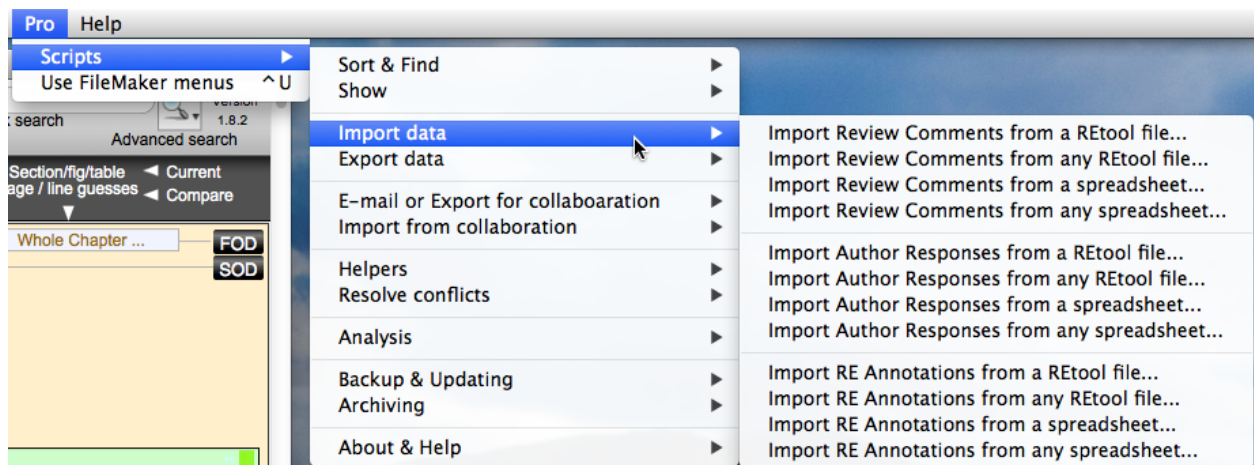 Pro Help
Scripts
Use FileMaker menus ^U
Version
search 1.8.2
Advanced search
Section/fig/table Current
age / line guesses Compare
Whole Chapter ... FOD
SOD
Sort & Find
Show
Import data
Export data
E-mail or Export for collaboaration
Import from collaboration
Helpers
Resolve conflicts
Analysis
Backup & Updating
Archiving
About & Help
Import Review Comments from a REtool file...
Import Review Comments from any REtool file...
Import Review Comments from a spreadsheet...
Import Review Comments from any spreadsheet...
Import Author Responses from a REtool file...
Import Author Responses from any REtool file...
Import Author Responses from a spreadsheet...
Import Author Responses from any spreadsheet...
Import RE Annotations from a REtool file...
Import RE Annotations from any REtool file...
Import RE Annotations from a spreadsheet...
Import RE Annotations from any spreadsheet...